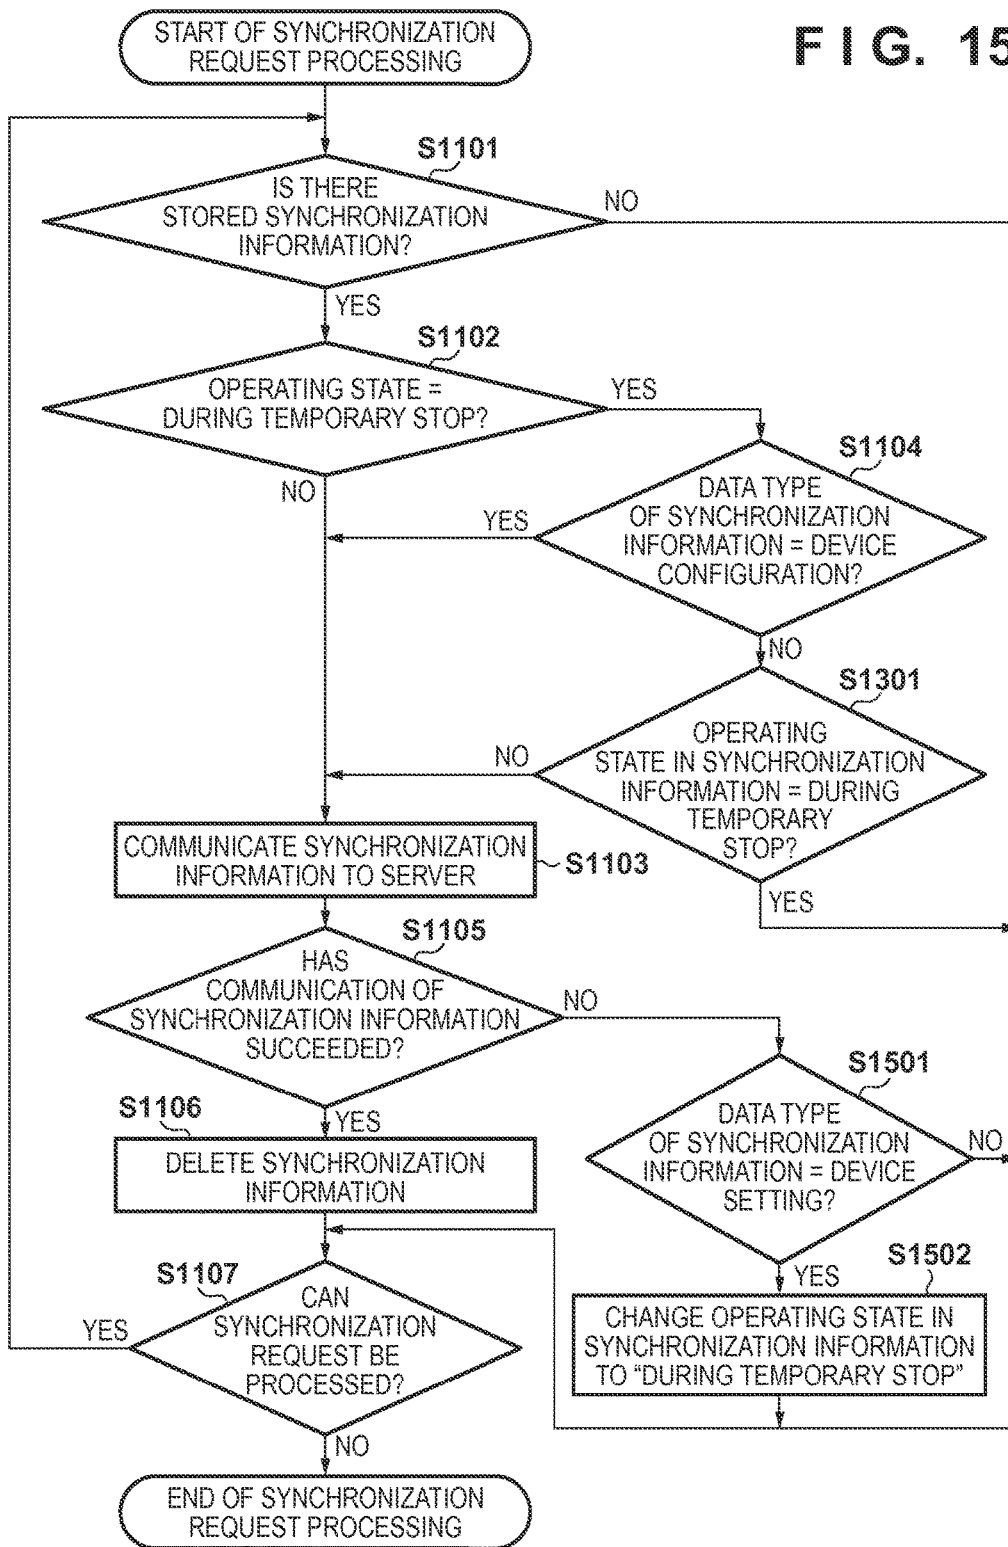 START OF SYNCHRONIZATION
REQUEST PROCESSING
FIG. 15
S1101
IS THERE
STORED SYNCHRONIZATION
INFORMATION?
NO
YES
S1102
OPERATING STATE =
DURING TEMPORARY STOP?
YES
NO
S1104
DATA TYPE
OF SYNCHRONIZATION
INFORMATION = DEVICE
CONFIGURATION?
YES
NO
S1301
OPERATING
STATE IN SYNCHRONIZATION
INFORMATION = DURING
TEMPORARY
STOP?
NO
YES
COMMUNICATE SYNCHRONIZATION
INFORMATION TO SERVER
S1103
S1105
HAS
COMMUNICATION OF
SYNCHRONIZATION INFORMATION
SUCCEEDED?
NO
YES
S1501
DATA TYPE
OF SYNCHRONIZATION
INFORMATION = DEVICE
SETTING?
NO
YES
S1106
DELETE SYNCHRONIZATION
INFORMATION
S1502
CHANGE OPERATING STATE IN
SYNCHRONIZATION INFORMATION
TO “DURING TEMPORARY STOP”
S1107
CAN
SYNCHRONIZATION
REQUEST BE
PROCESSED?
YES
NO
END OF SYNCHRONIZATION
REQUEST PROCESSING